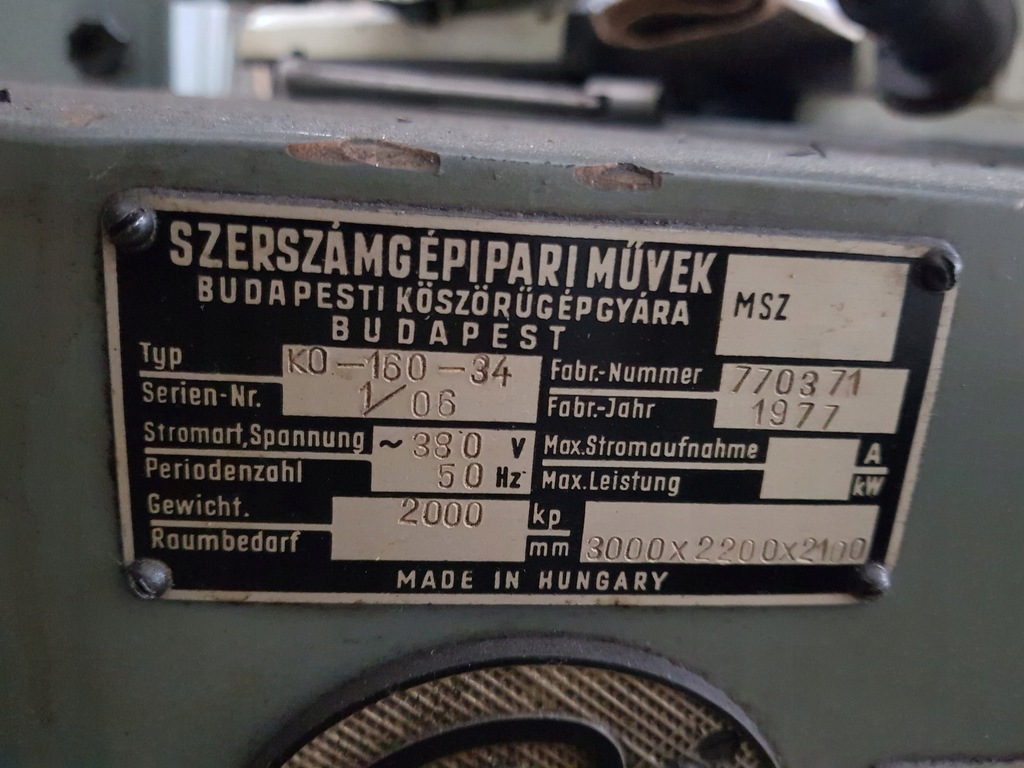 SZERSZÁMGÉPIPARI MŰVEK
BUDAPESTI KÖSZÖRŰGÉPGYÁRA
BUDAPEST
MSZ
Typ KO-160-34
Serien-Nr. 1/06
Fabr.-Nummer 770371
Fabr.-Jahr 1977
Stromart,Spannung ~380 V
Periodenzahl 50 Hz
Max.Stromaufnahme A
Max.Leistung kW
Gewicht. 2000 kp
Raumbedarf mm 3000x2200x2100
MADE IN HUNGARY